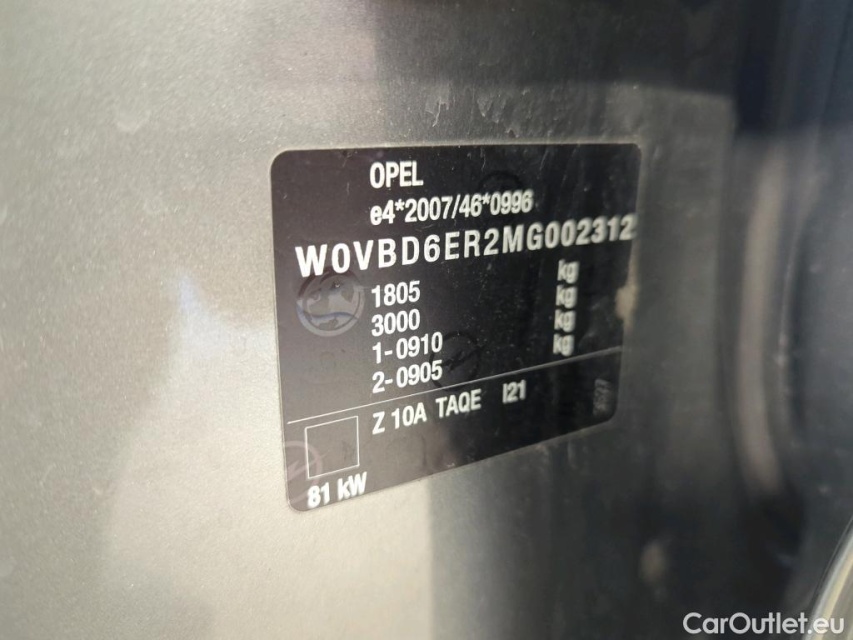 OPEL
e4*2007/46*0996
W0VBD6ER2MG002312
1805 kg
3000 kg
1-0910 kg
2-0905 kg
Z 10A TAQE I21
81 KW
CarOutlet.eu